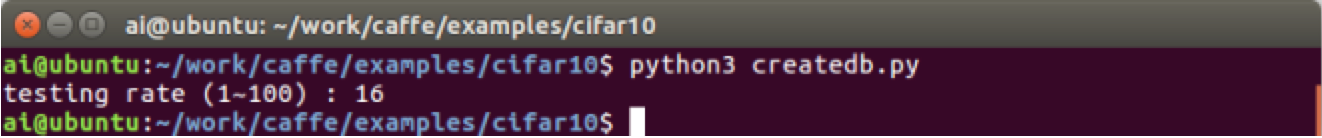 ai@ubuntu: ~/work/caffe/examples/cifar10
ai@ubuntu:~/work/caffe/examples/cifar10$ python3 createdb.py
testing rate (1~100) : 16
ai@ubuntu:~/work/caffe/examples/cifar10$